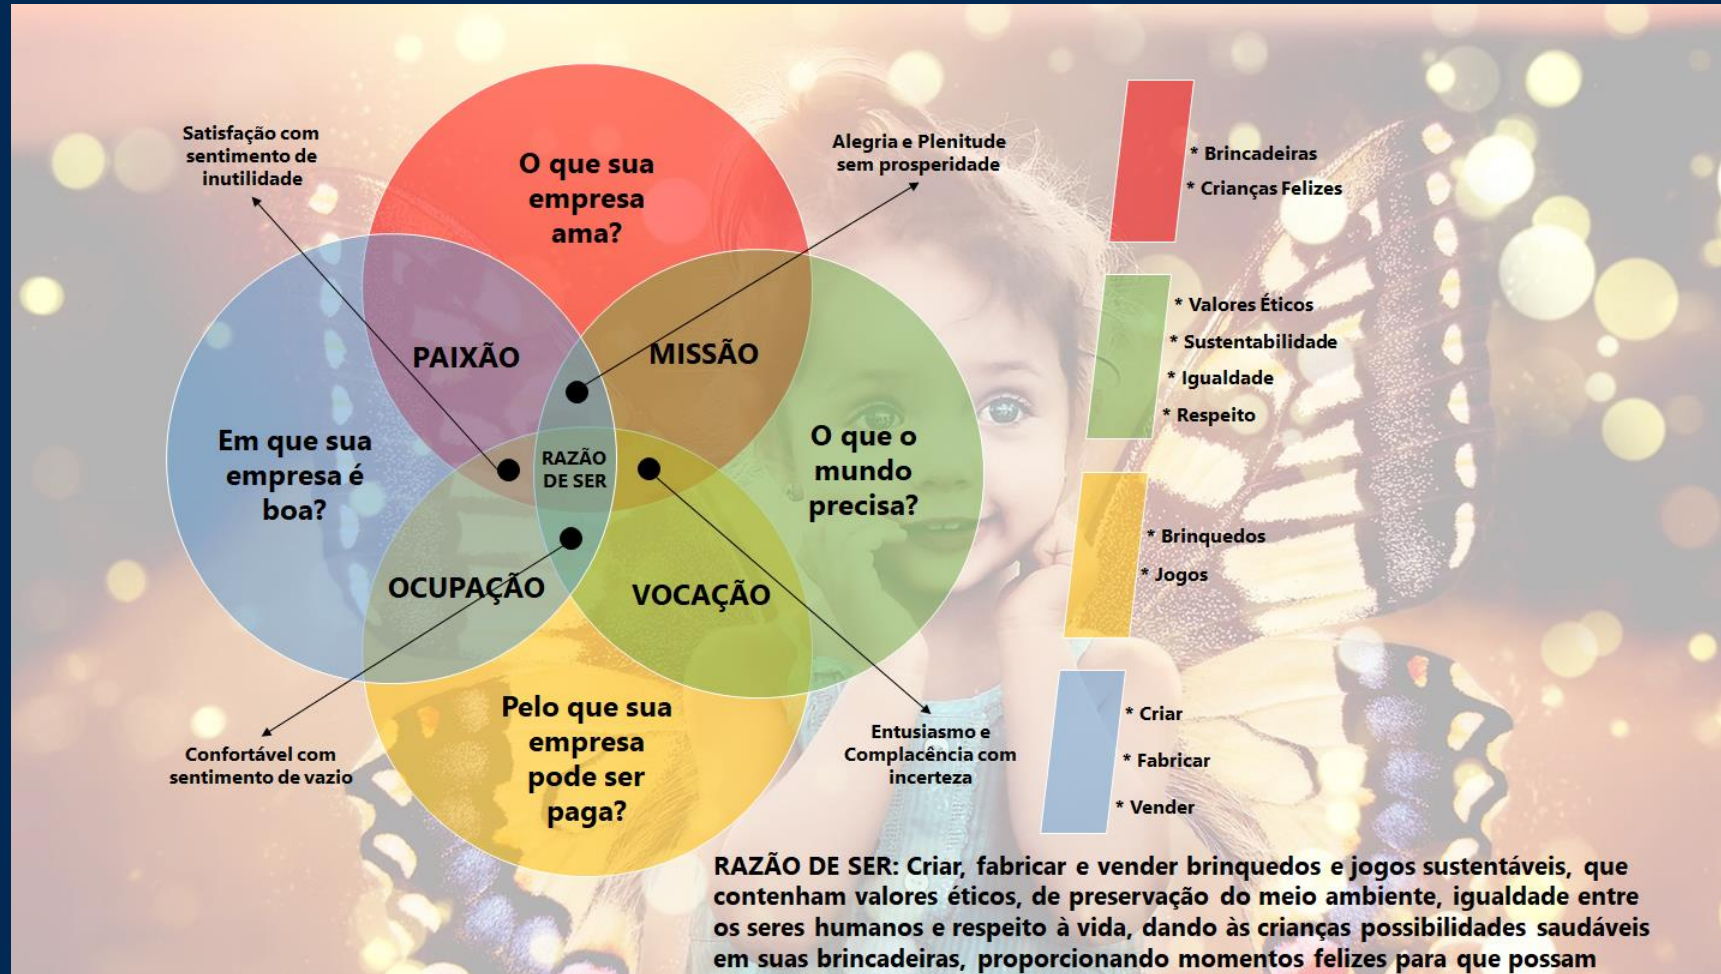 Satisfação com
sentimento de
inutilidade
O que sua
empresa
ama?
Alegria e Plenitude
sem prosperidade
PAIXÃO
MISSÃO
Em que sua
empresa é
boa?
RAZÃO
DE SER
O que o
mundo
precisa?
OCUPAÇÃO
VOCAÇÃO
Confortável com
sentimento de vazio
Pelo que sua
empresa
pode ser
paga?
Entusiasmo e
Complacência com
incerteza
* Brincadeiras
* Crianças Felizes
* Valores Éticos
* Sustentabilidade
* Igualdade
* Respeito
* Brinquedos
* Jogos
* Criar
* Fabricar
* Vender
RAZÃO DE SER: Criar, fabricar e vender brinquedos e jogos sustentáveis, que
contenham valores éticos, de preservação do meio ambiente, igualdade entre
os seres humanos e respeito à vida, dando às crianças possibilidades saudáveis
em suas brincadeiras, proporcionando momentos felizes para que possam